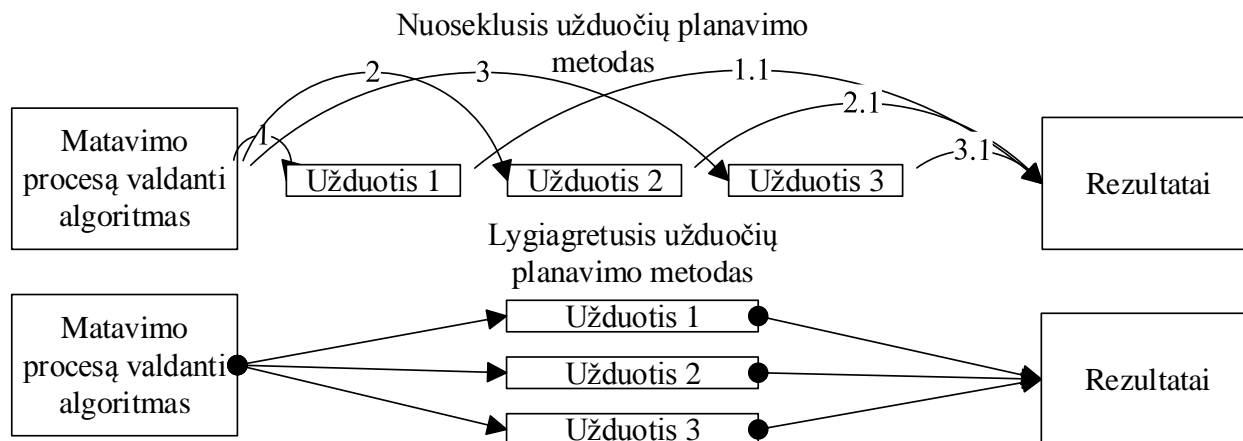 Nuoseklusis užduočių planavimo
metodas
2
3
1.1
2.1
1
3.1
Matavimo
procesą valdanti
algoritmas
Užduotis 1
Užduotis 2
Užduotis 3
Rezultatai
Lygiagretusis užduočių
planavimo metodas
Matavimo
procesą valdanti
algoritmas
Užduotis 1
Užduotis 2
Užduotis 3
Rezultatai